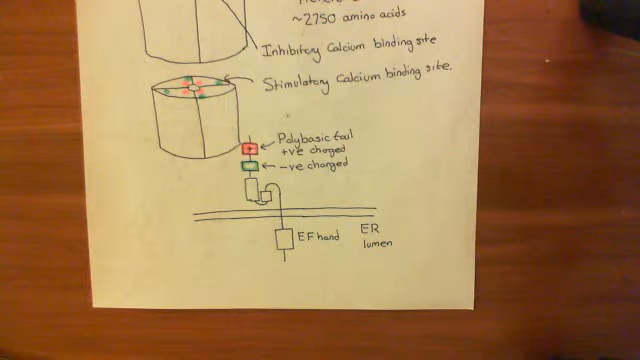 ~2750 amino acids
Inhibitory Calcium binding site
Stimulatory Calcium binding site.
Polybasic tail
+ve charged
-ve charged
EF hand
ER
lumen